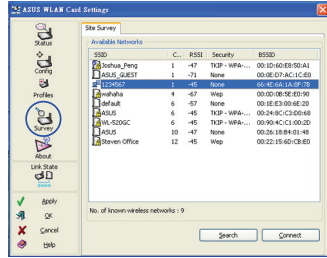 ASUS WLAN Card Settings
Status
Config
Profiles
Survey
About
Link State
Apply
OK
Cancel
Help
Site Survey
Available Networks
SSID C... RSSI Security BSSID
Joshua_Peng 1 -47 TKIP - WPA-... 00:1D:60:E8:50:A1
ASUS_GUEST 1 -71 None 00:0E:D7:AC:1C:E0
1234567 1 -45 None 66:4E:6A:1A:8F:7B
wahaha 4 -67 Wep 00:0D:0B:5E:E0:90
default 6 -57 None 00:1E:E3:00:6E:20
ASUS 6 -45 TKIP - WPA-... 00:24:8C:C3:D0:68
WL-520GC 6 -45 TKIP - WPA-... 00:90:4C:C1:00:2D
ASUS 10 -47 None 00:26:18:B4:01:48
Steven Office 12 -45 Wep 00:22:15:6D:CB:E0
No. of known wireless networks : 9
Search
Connect